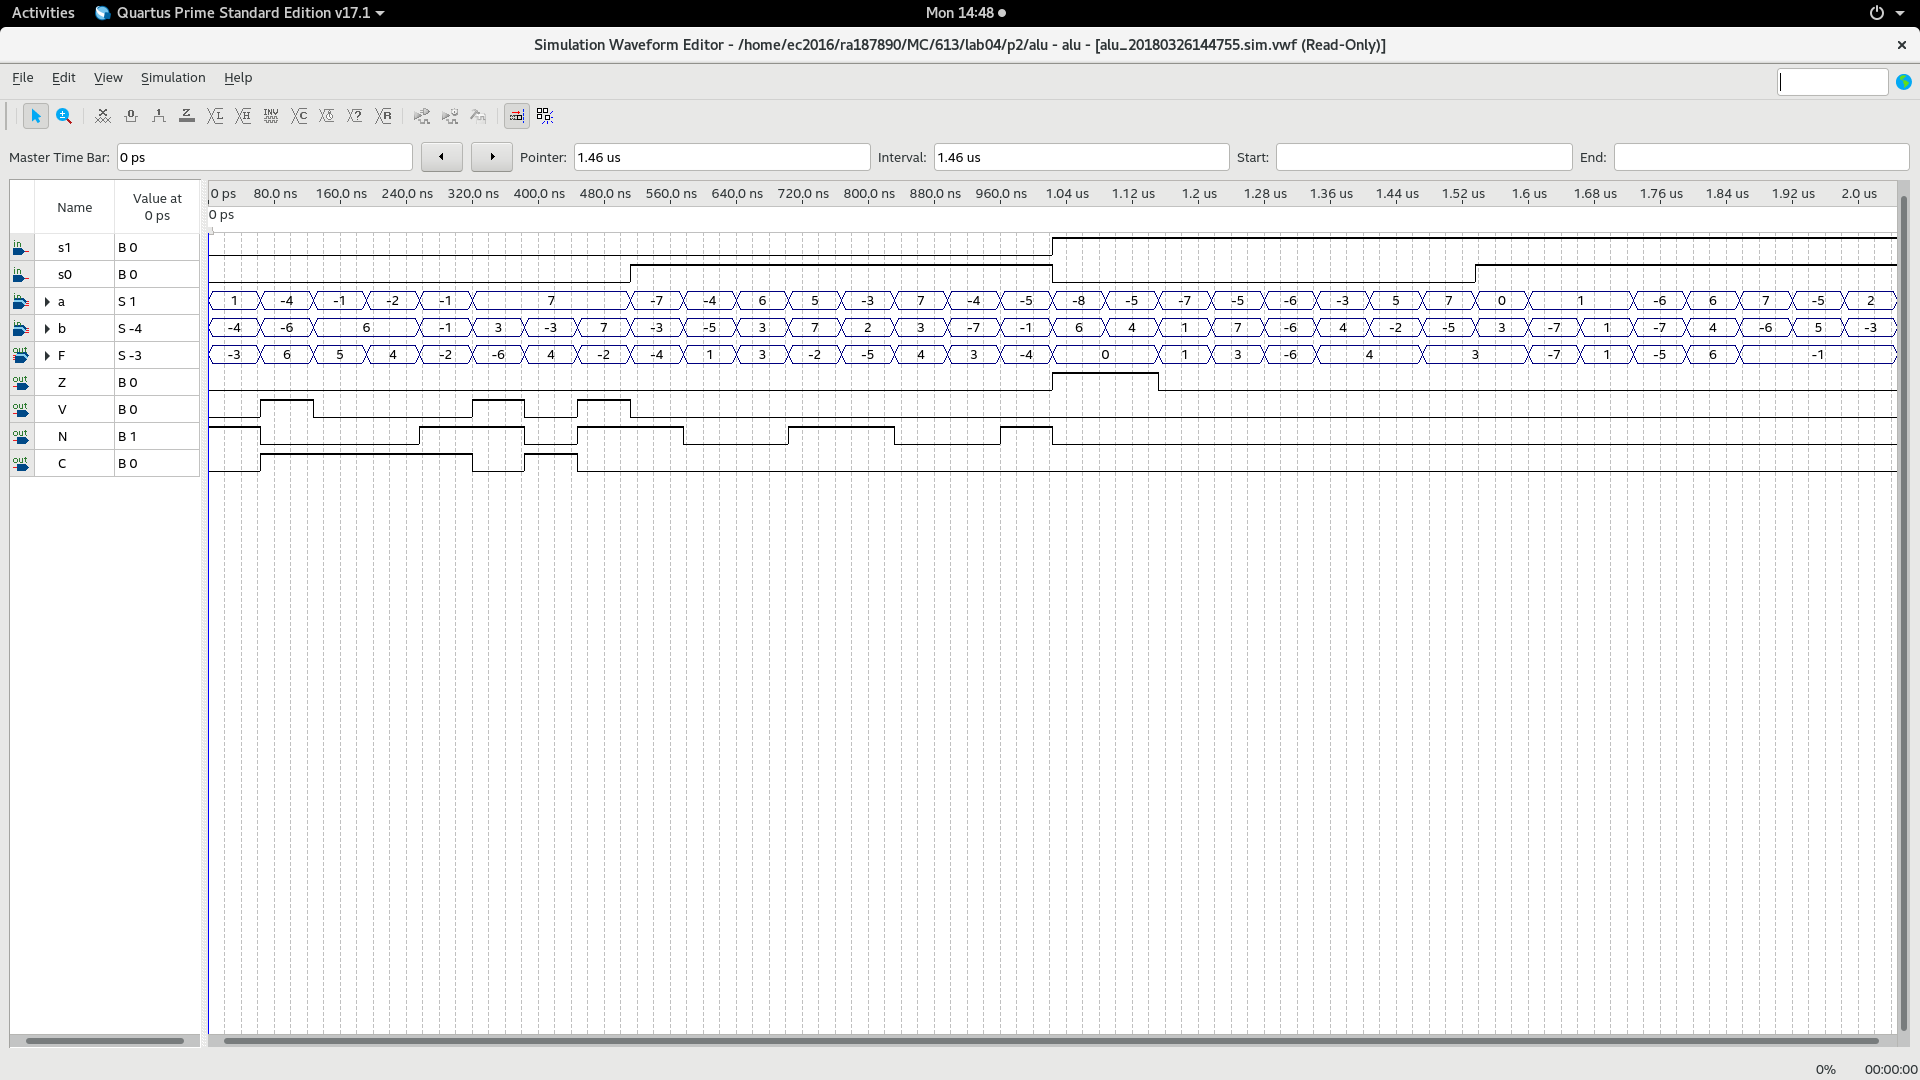 Activities Quartus Prime Standard Edition v17.1 Mon 14:48
Simulation Waveform Editor - /home/ec2016/ra187890/MC/613/lab04/p2/alu - alu - [alu_20180326144755.sim.vwf (Read-Only)]
File Edit View Simulation Help
Master Time Bar: 0 ps Pointer: 1.46 us Interval: 1.46 us Start: End:
Name Value at 0 ps 0 ps 80.0 ns 160.0 ns 240.0 ns 320.0 ns 400.0 ns 480.0 ns 560.0 ns 640.0 ns 720.0 ns 800.0 ns 880.0 ns 960.0 ns 1.04 us 1.12 us 1.2 us 1.28 us 1.36 us 1.44 us 1.52 us 1.6 us 1.68 us 1.76 us 1.84 us 1.92 us 2.0 us
0 ps
in s1 B 0
in s0 B 0
in a S 1 1 -4 -1 -2 -1 7 -7 -4 6 5 -3 7 -4 -5 -8 -5 -7 -5 -6 -3 5 7 0 1 -6 6 7 -5 2
in b S -4 -4 -6 6 -1 3 -3 7 -3 -5 3 7 2 3 -7 -1 6 4 1 7 -6 4 -2 -5 3 -7 1 -7 4 -6 5 -3
out F S -3 -3 6 5 4 -2 -6 4 -2 -4 1 3 -2 -5 4 3 -4 0 1 3 -6 4 3 -7 1 -5 6 -1
out Z B 0
out V B 0
out N B 1
out C B 0
0% 00:00:00